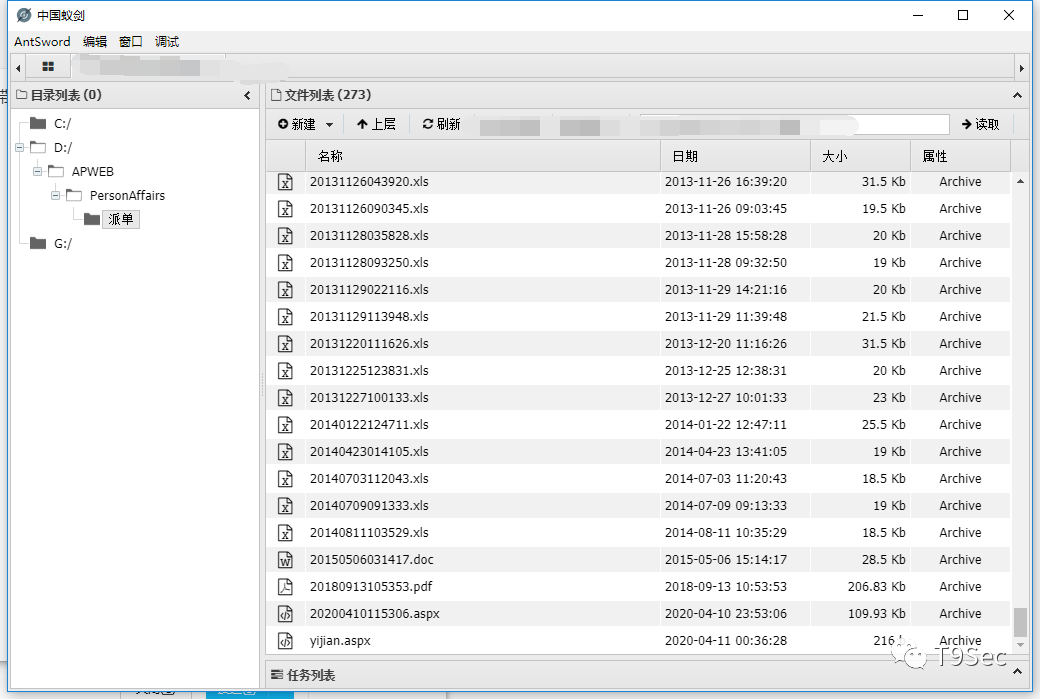 中国蚁剑
AntSword 编辑 窗口 调试
目录列表 (0)
C:/
D:/
APWEB
PersonAffairs
派单
G:/
文件列表 (273)
新建 上层 刷新 读取
名称 日期 大小 属性
20131126043920.xls 2013-11-26 16:39:20 31.5 Kb Archive
20131126090345.xls 2013-11-26 09:03:45 19.5 Kb Archive
20131128035828.xls 2013-11-28 15:58:28 20 Kb Archive
20131128093250.xls 2013-11-28 09:32:50 19 Kb Archive
20131129022116.xls 2013-11-29 14:21:16 20 Kb Archive
20131129113948.xls 2013-11-29 11:39:48 21.5 Kb Archive
20131220111626.xls 2013-12-20 11:16:26 31.5 Kb Archive
20131225123831.xls 2013-12-25 12:38:31 20 Kb Archive
20131227100133.xls 2013-12-27 10:01:33 23 Kb Archive
20140122124711.xls 2014-01-22 12:47:11 25.5 Kb Archive
20140423014105.xls 2014-04-23 13:41:05 19 Kb Archive
20140703112043.xls 2014-07-03 11:20:43 18.5 Kb Archive
20140709091333.xls 2014-07-09 09:13:33 19 Kb Archive
20140811103529.xls 2014-08-11 10:35:29 18.5 Kb Archive
20150506031417.doc 2015-05-06 15:14:17 28.5 Kb Archive
20180913105353.pdf 2018-09-13 10:53:53 206.83 Kb Archive
20200410115306.aspx 2020-04-10 23:53:06 109.93 Kb Archive
yijian.aspx 2020-04-11 00:36:28 216 Archive
T9Sec
任务列表